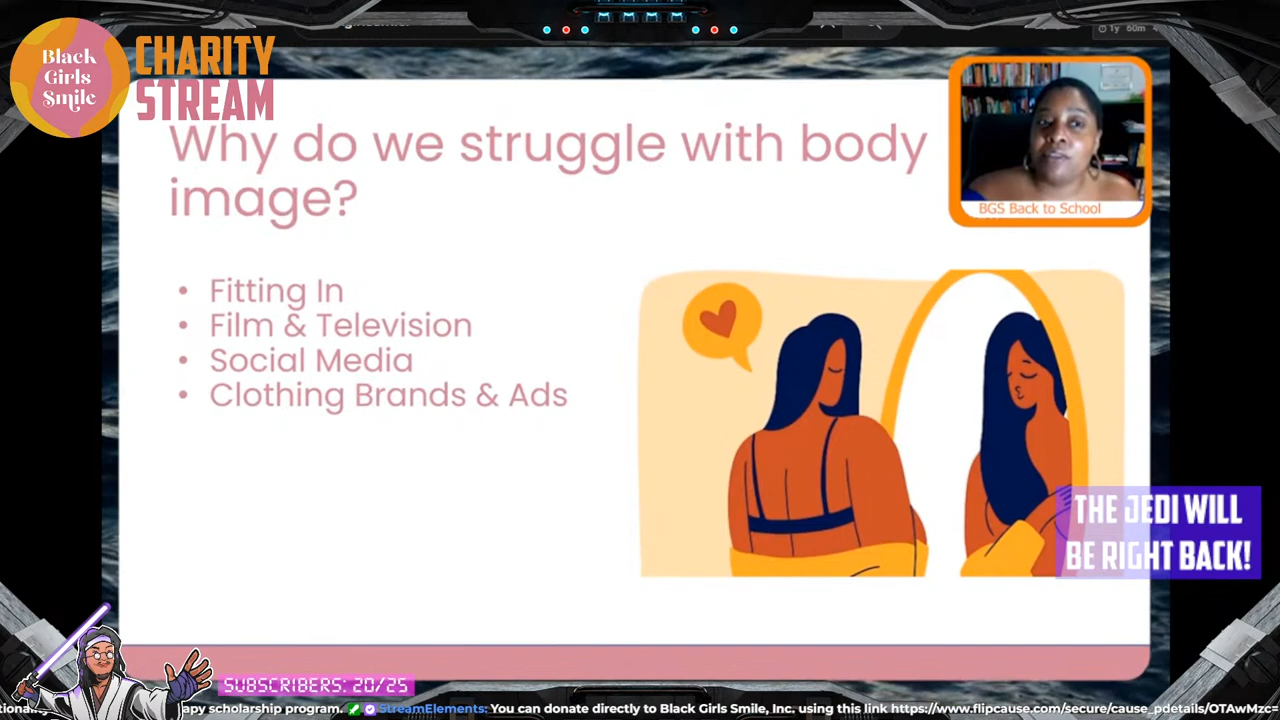 Black
Girls
Smile
CHARITY
STREAM
1y 60m
Why do we struggle with body
image?
BGS Back to School
• Fitting In
• Film & Television
• Social Media
• Clothing Brands & Ads
THE JEDI WILL
BE RIGHT BACK!
SUBSCRIBERS: 20/25
apy scholarship program. StreamElements: You can donate directly to Black Girls Smile, Inc. using this link https://www.flipcause.com/secure/cause_pdetails/OTAwMzc=